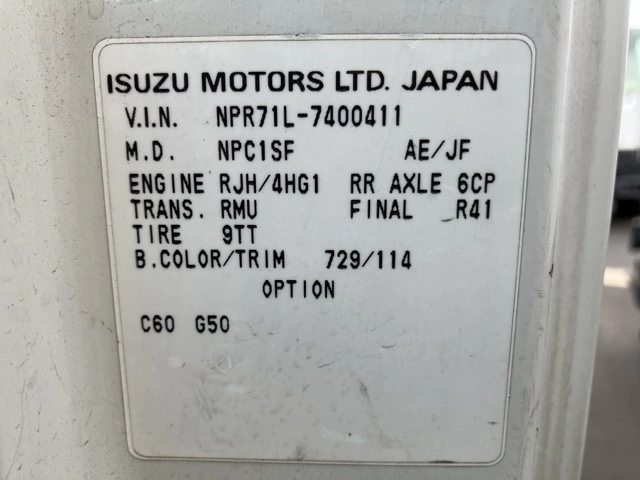 ISUZU MOTORS LTD. JAPAN
V.I.N. NPR71L-7400411
M.D. NPC1SF AE/JF
ENGINE RJH/4HG1 RR AXLE 6CP
TRANS. RMU FINAL R41
TIRE 9TT
B.COLOR/TRIM 729/114
OPTION
C60 G50